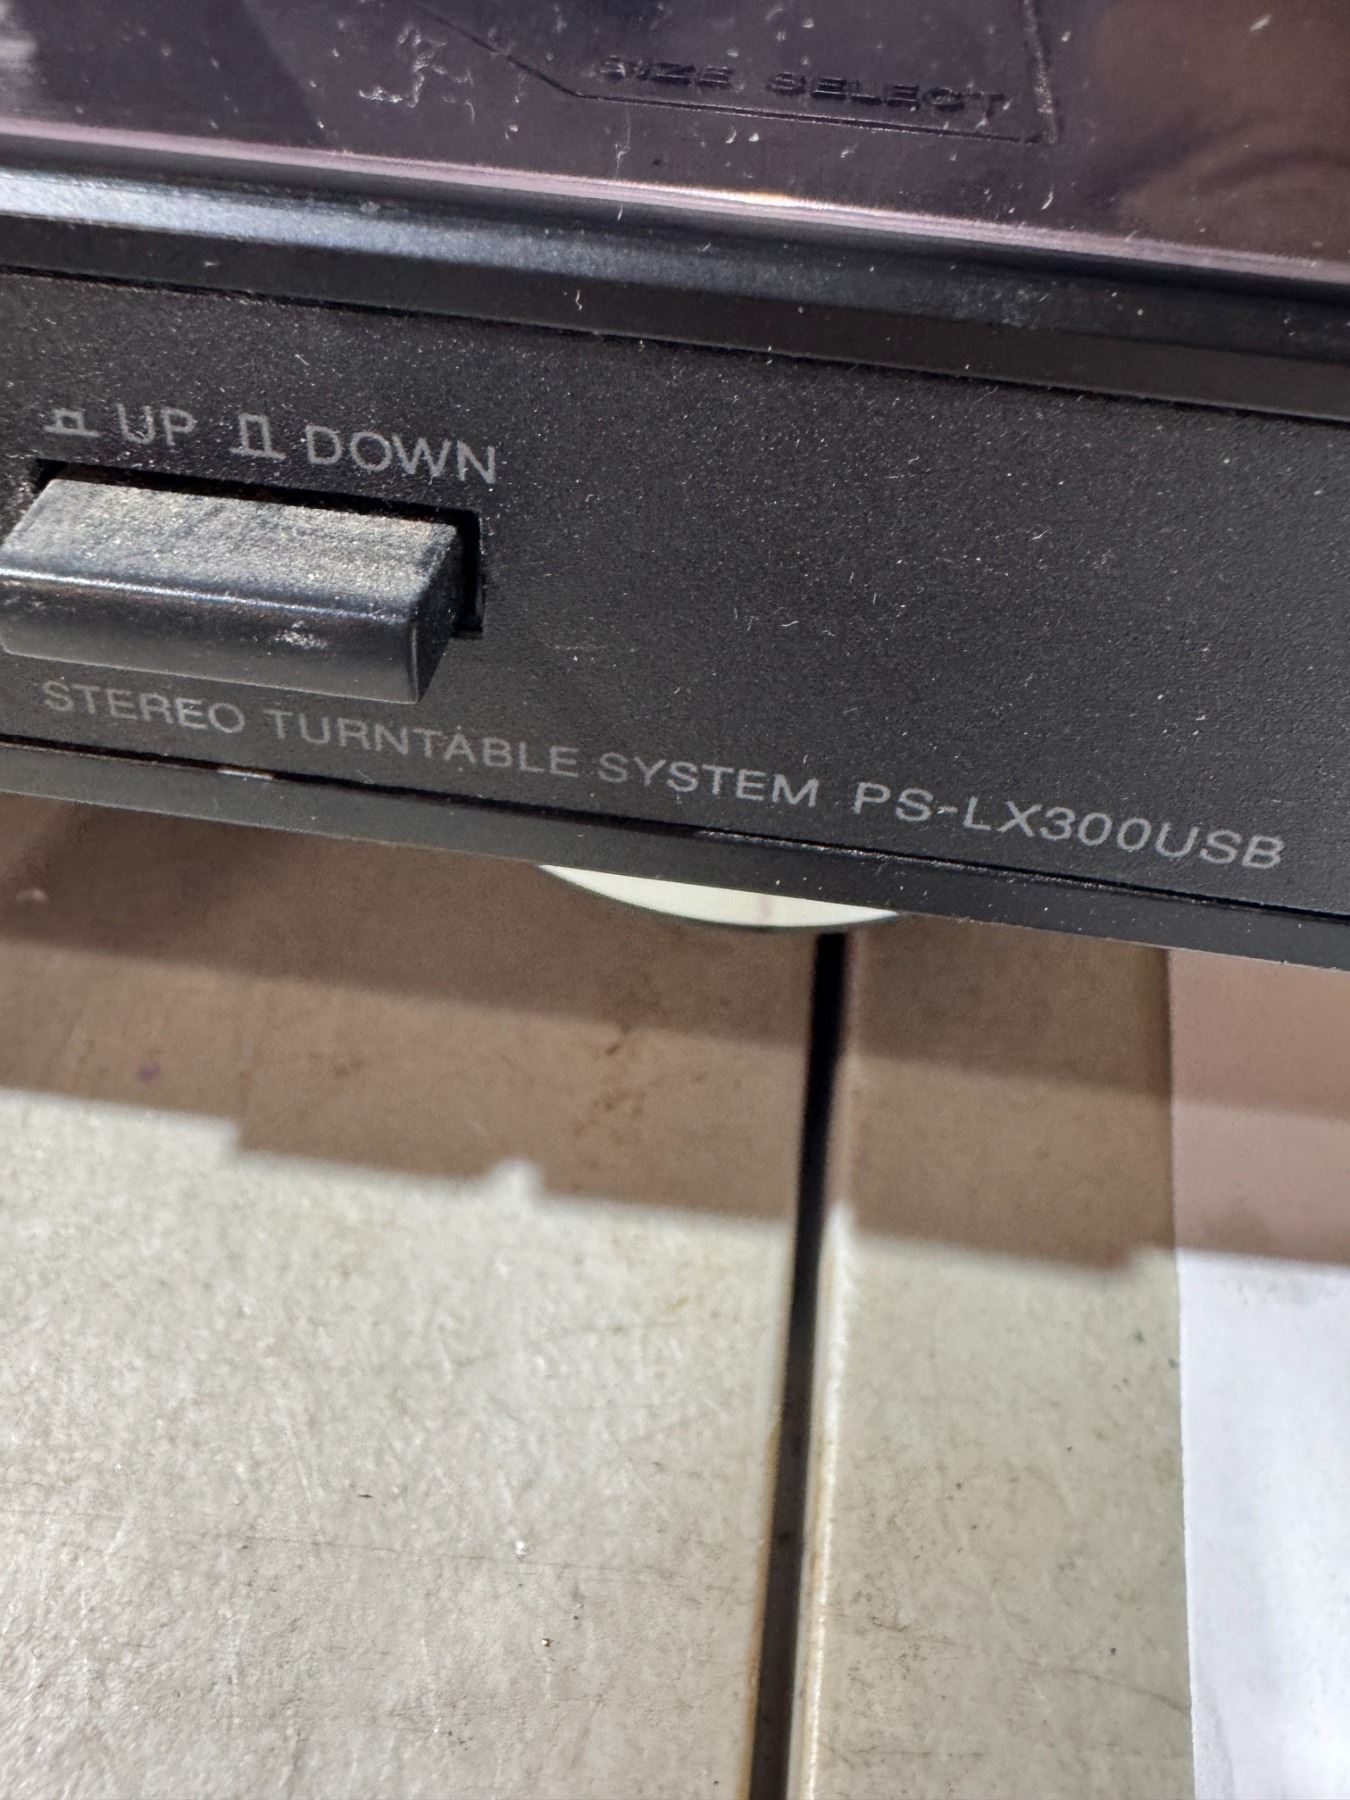 SIZE SELECT
UP DOWN
STEREO TURNTABLE SYSTEM PS-LX300USB